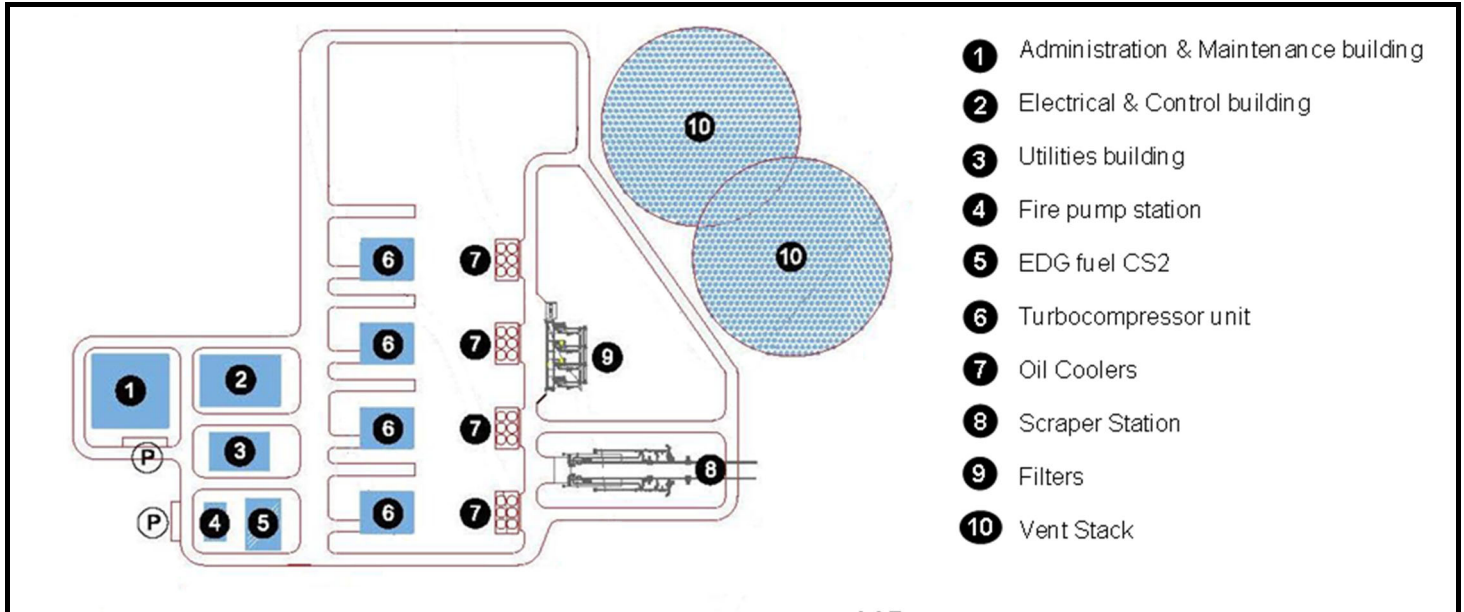 1 Administration & Maintenance building
2 Electrical & Control building
3 Utilities building
4 Fire pump station
5 EDG fuel CS2
6 Turbocompressor unit
7 Oil Coolers
8 Scraper Station
9 Filters
10 Vent Stack
10
10
6 7
6 7
9
1 2
6 7
3
P
8
4 5
P
6 7